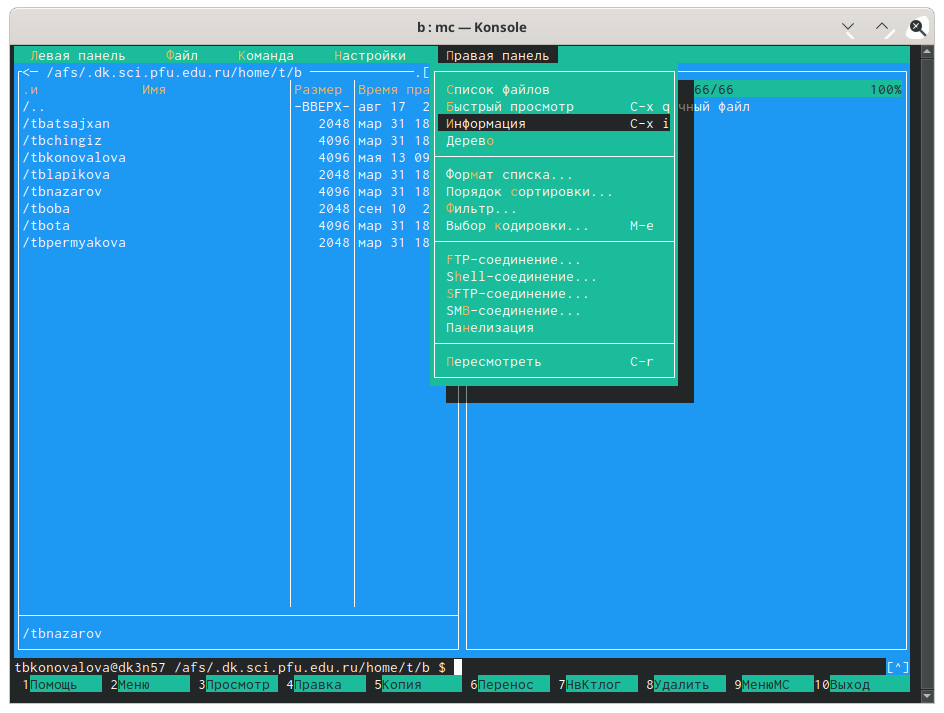 b : mc — Konsole
Левая панель Файл Команда Настройки Правая панель
<─ /afs/.dk.sci.pfu.edu.ru/home/t/b .[
.и Имя Размер Время пра
/.. -ВВЕРХ- авг 17 2
/tbatsajxan 2048 мар 31 18
/tbchingiz 4096 мар 31 18
/tbkonovalova 4096 мая 13 09
/tblapikova 2048 мар 31 18
/tbnazarov 4096 мар 31 18
/tboba 2048 сен 10 2
/tbota 4096 мар 31 18
/tbpermyakova 2048 мар 31 18
/tbnazarov
Список файлов
Быстрый просмотр C-x q
Информация C-x i
Дерево
Формат списка...
Порядок сортировки...
Фильтр...
Выбор кодировки... M-e
FTP-соединение...
Shell-соединение...
SFTP-соединение...
SMB-соединение...
Панелизация
Пересмотреть C-r
66/66 100%
чный файл
tbkonovalova@dk3n57 /afs/.dk.sci.pfu.edu.ru/home/t/b $ [^]
1Помощь 2Меню 3Просмотр 4Правка 5Копия 6Перенос 7НвКтлог 8Удалить 9МенюМС 10Выход